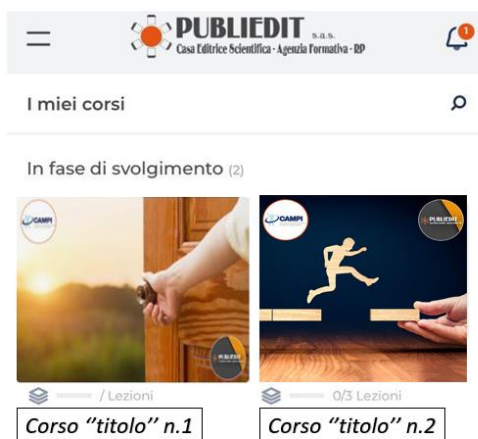 PUBLIEDIT s.a.s.
Casa Editrice Scientifica - Agenzia Formativa - RP
1
I miei corsi
In fase di svolgimento (2)
CAMPI
CAMPI
PUBLIEDIT
PUBLIEDIT
/ Lezioni
0/3 Lezioni
Corso ‘‘titolo’’ n.1
Corso ‘‘titolo’’ n.2